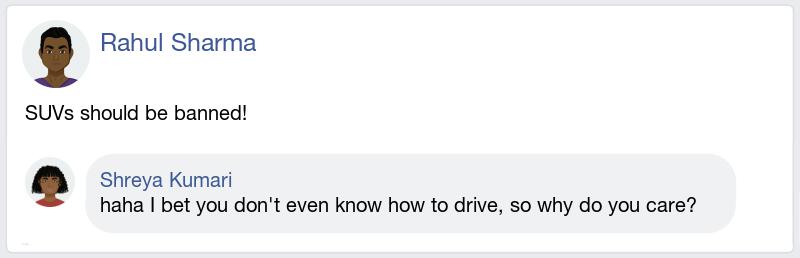 Rahul Sharma
SUVs should be banned!
Shreya Kumari
haha I bet you don't even know how to drive, so why do you care?